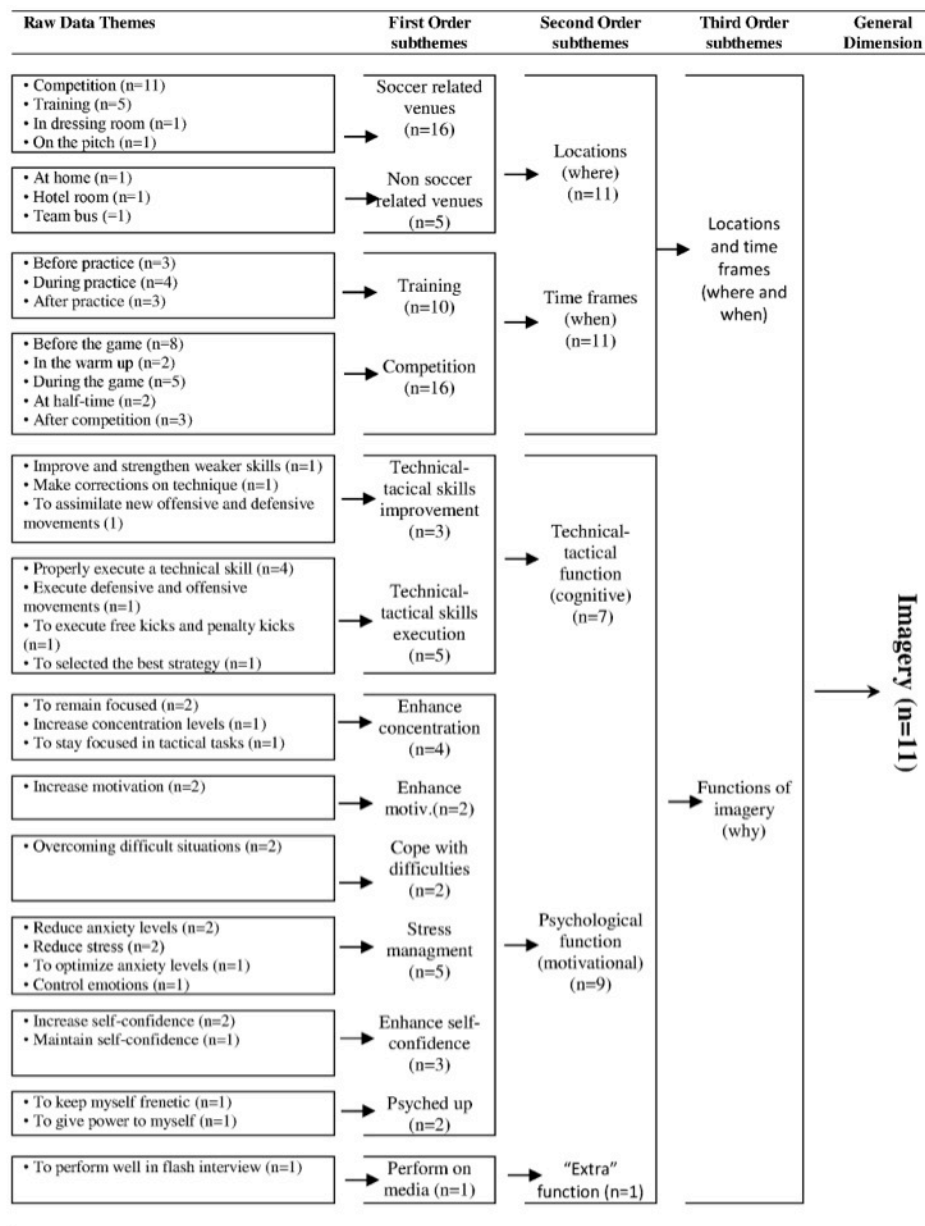 Raw Data Themes
First Order
subthemes
Second Order
subthemes
Third Order
subthemes
General
Dimension
• Competition (n=11)
• Training (n=5)
• In dressing room (n=1)
• On the pitch (n=1)
Soccer related
venues
(n=16)
• At home (n=1)
• Hotel room (n=1)
• Team bus (=1)
Non soccer
related venues
(n=5)
Locations
(where)
(n=11)
• Before practice (n=3)
• During practice (n=4)
• After practice (n=3)
Training
(n=10)
• Before the game (n=8)
• In the warm up (n=2)
• During the game (n=5)
• At half-time (n=2)
• After competition (n=3)
Competition
(n=16)
Time frames
(when)
(n=11)
Locations
and time
frames
(where and
when)
• Improve and strengthen weaker skills (n=1)
• Make corrections on technique (n=1)
• To assimilate new offensive and defensive
movements (1)
Technical-
tacical skills
improvement
(n=3)
• Properly execute a technical skill (n=4)
• Execute defensive and offensive
movements (n=1)
• To execute free kicks and penalty kicks
(n=1)
• To selected the best strategy (n=1)
Technical-
tactical skills
execution
(n=5)
Technical-
tactical
function
(cognitive)
(n=7)
• To remain focused (n=2)
• Increase concentration levels (n=1)
• To stay focused in tactical tasks (n=1)
Enhance
concentration
(n=4)
• Increase motivation (n=2)
Enhance
motiv.(n=2)
• Overcoming difficult situations (n=2)
Cope with
difficulties
(n=2)
• Reduce anxiety levels (n=2)
• Reduce stress (n=2)
• To optimize anxiety levels (n=1)
• Control emotions (n=1)
Stress
managment
(n=5)
• Increase self-confidence (n=2)
• Maintain self-confidence (n=1)
Enhance self-
confidence
(n=3)
• To keep myself frenetic (n=1)
• To give power to myself (n=1)
Psyched up
(n=2)
Psychological
function
(motivational)
(n=9)
• To perform well in flash interview (n=1)
Perform on
media (n=1)
“Extra”
function (n=1)
Functions of
imagery
(why)
Imagery (n=11)